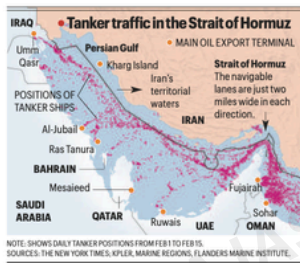 Tanker traffic in the Strait of Hormuz
IRAQ
MAIN OIL EXPORT TERMINAL
Persian Gulf
Umm
Qasr
Kharg Island
Strait of Hormuz
The navigable
lanes are just two
miles wide in each
direction.
Iran's
territorial
waters
POSITIONS OF
TANKER SHIPS
IRAN
Al-Jubail
Ras Tanura
BAHRAIN
Mesaieed
Fujairah
SAUDI
ARABIA
QATAR
Ruwais
UAE
Sohar
OMAN
NOTE: SHOWS DAILY TANKER POSITIONS FROM FEB 1 TO FEB 15.
SOURCES: THE NEW YORK TIMES; KPLER, MARINE REGIONS, FLANDERS MARINE INSTITUTE.